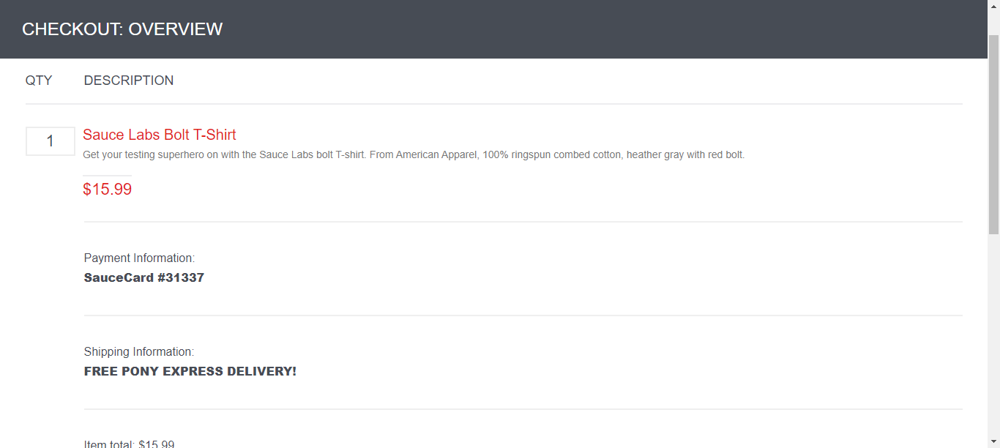 CHECKOUT: OVERVIEW
QTY DESCRIPTION
1 Sauce Labs Bolt T-Shirt
Get your testing superhero on with the Sauce Labs bolt T-shirt. From American Apparel, 100% ringspun combed cotton, heather gray with red bolt.
$15.99
Payment Information:
SauceCard #31337
Shipping Information:
FREE PONY EXPRESS DELIVERY!
Item total: $15.99